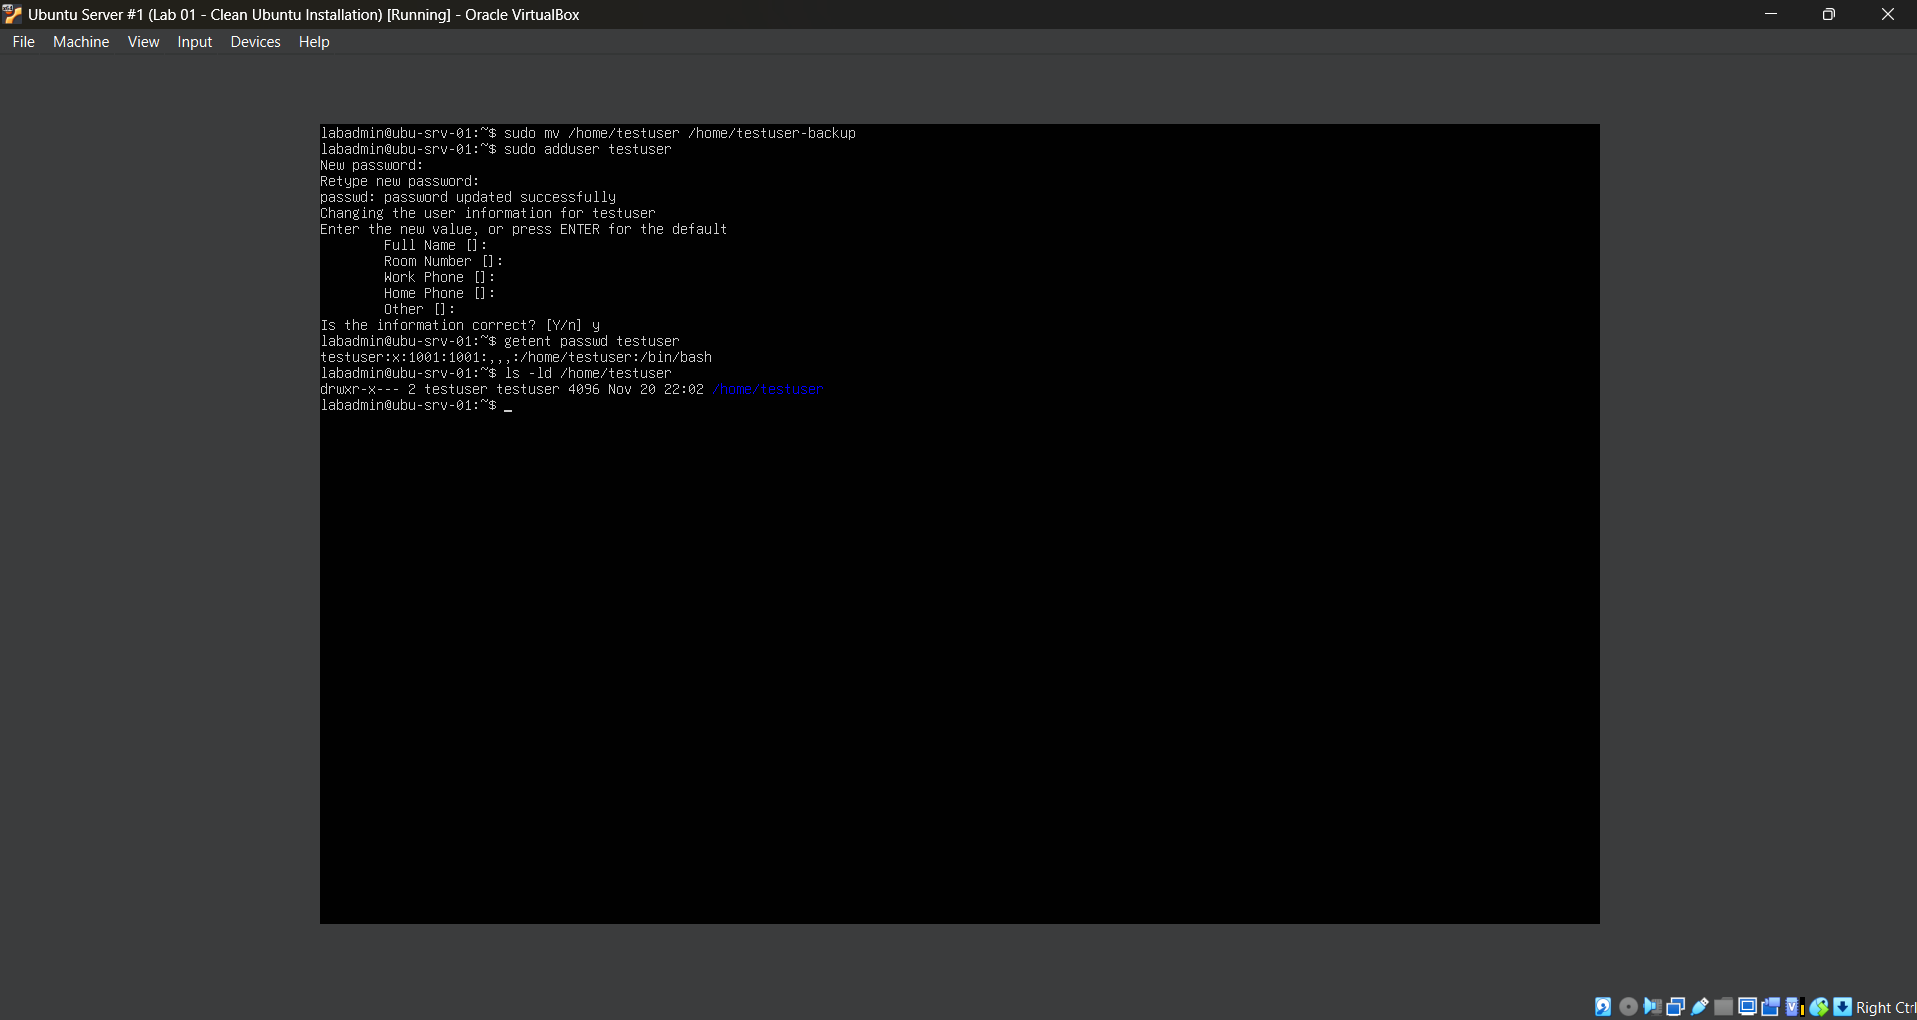 Ubuntu Server #1 (Lab 01 - Clean Ubuntu Installation) [Running] - Oracle VirtualBox
File Machine View Input Devices Help
labadmin@ubu-srv-01:~$ sudo mv /home/testuser /home/testuser-backup
labadmin@ubu-srv-01:~$ sudo adduser testuser
New password:
Retype new password:
passwd: password updated successfully
Changing the user information for testuser
Enter the new value, or press ENTER for the default
Full Name []:
Room Number []:
Work Phone []:
Home Phone []:
Other []:
Is the information correct? [Y/n] y
labadmin@ubu-srv-01:~$ getent passwd testuser
testuser:x:1001:1001:,,,:/home/testuser:/bin/bash
labadmin@ubu-srv-01:~$ ls -ld /home/testuser
drwxr-x--- 2 testuser testuser 4096 Nov 20 22:02 /home/testuser
labadmin@ubu-srv-01:~$ _
Right Ctrl